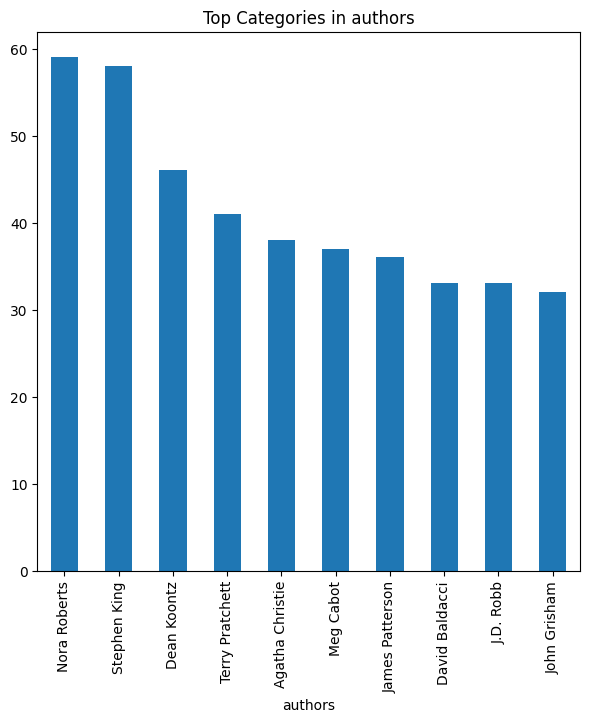 Top Categories in authors
60
50
40
30
20
10
0
Nora Roberts
Stephen King
Dean Koontz
Terry Pratchett
Agatha Christie
Meg Cabot
James Patterson
David Baldacci
J.D. Robb
John Grisham
authors